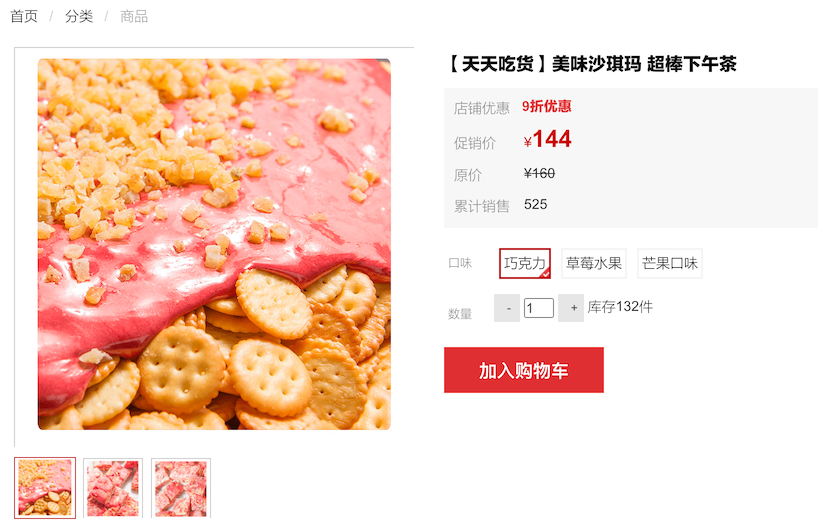 首页 / 分类 / 商品
【天天吃货】美味沙琪玛 超棒下午茶
店铺优惠 9折优惠
促销价 ¥144
原价 ¥160
累计销售 525
口味 巧克力 草莓水果 芒果口味
数量 - 1 + 库存132件
加入购物车